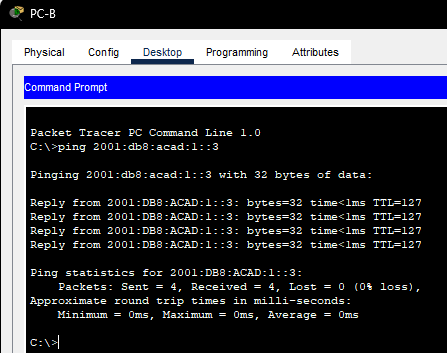 PC-B
Physical Config Desktop Programming Attributes
Command Prompt
Packet Tracer PC Command Line 1.0
C:\>ping 2001:db8:acad:1::3
Pinging 2001:db8:acad:1::3 with 32 bytes of data:
Reply from 2001:DB8:ACAD:1::3: bytes=32 time<1ms TTL=127
Reply from 2001:DB8:ACAD:1::3: bytes=32 time<1ms TTL=127
Reply from 2001:DB8:ACAD:1::3: bytes=32 time<1ms TTL=127
Reply from 2001:DB8:ACAD:1::3: bytes=32 time<1ms TTL=127
Ping statistics for 2001:DB8:ACAD:1::3:
Packets: Sent = 4, Received = 4, Lost = 0 (0% loss),
Approximate round trip times in milli-seconds:
Minimum = 0ms, Maximum = 0ms, Average = 0ms
C:\>